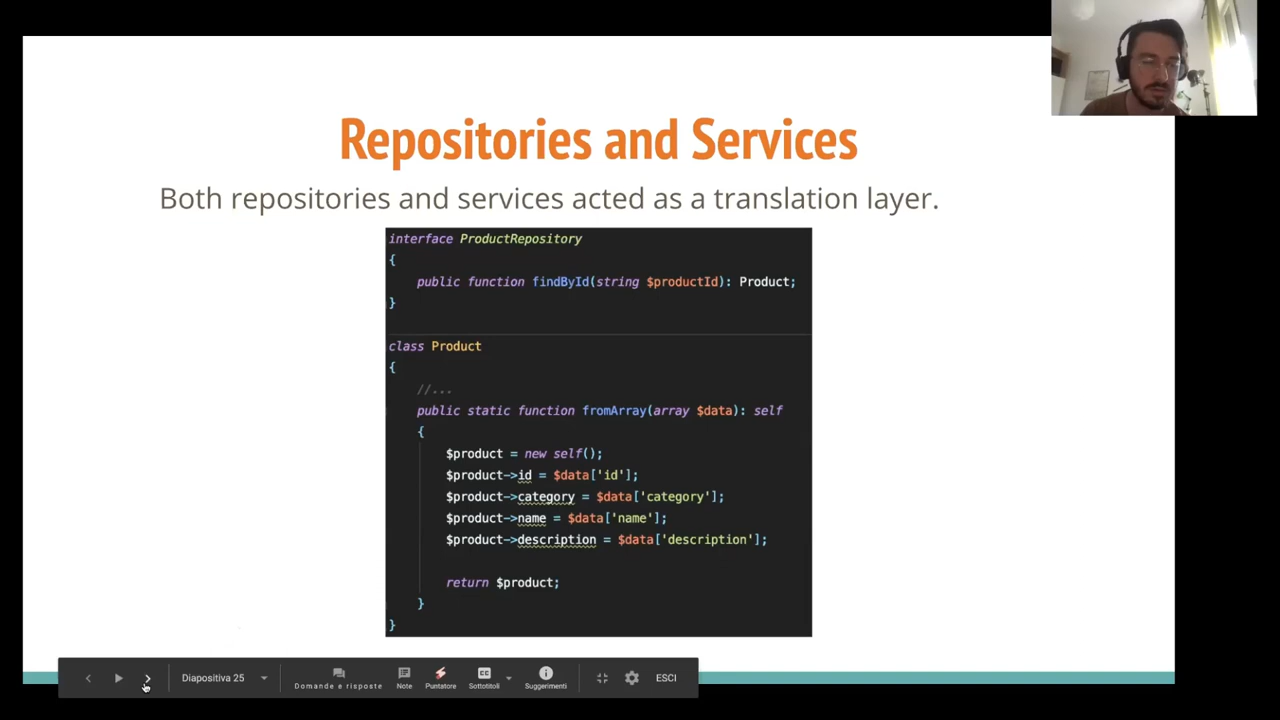 Repositories and Services
Both repositories and services acted as a translation layer.
interface ProductRepository
{
public function findById(string $productId): Product;
}
class Product
{
//...
public static function fromArray(array $data): self
{
$product = new self();
$product->id = $data['id'];
$product->category = $data['category'];
$product->name = $data['name'];
$product->description = $data['description'];
return $product;
}
}
Diapositiva 25
Domande e risposte
Note
Puntatore
CC
Sottotitoli
Suggerimenti
ESCI